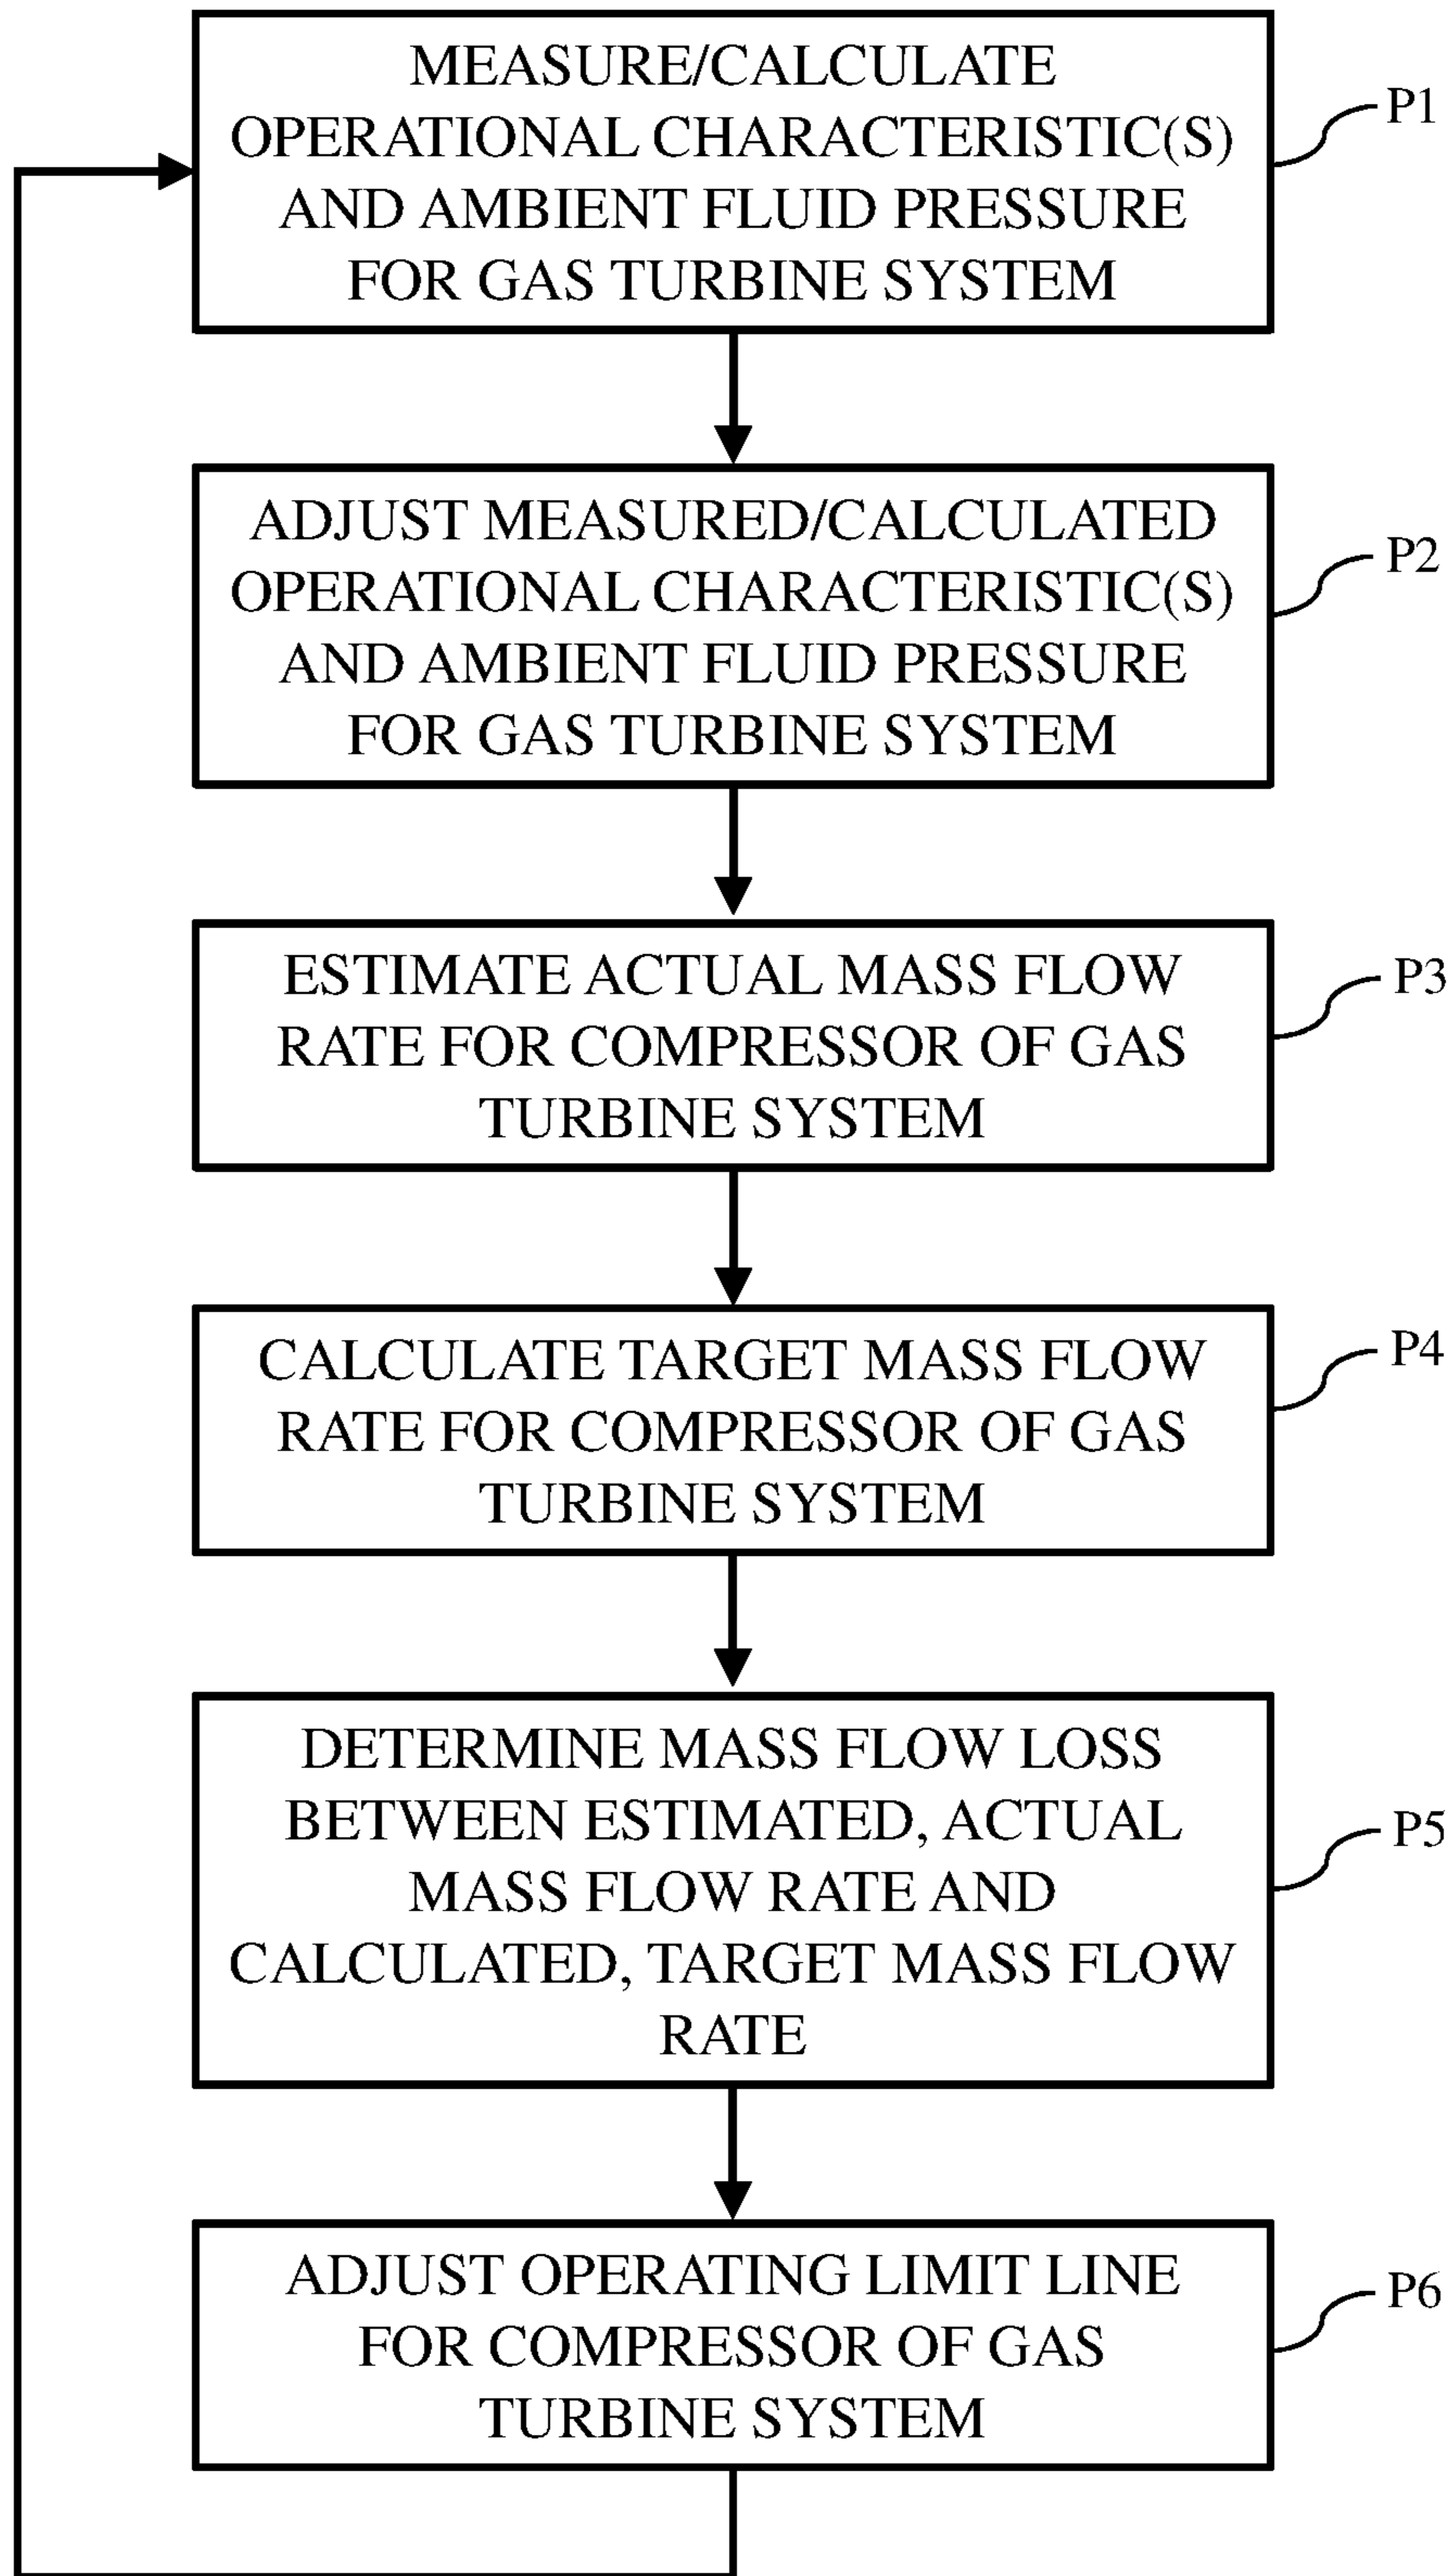 MEASURE/CALCULATE
OPERATIONAL CHARACTERISTIC(S)
AND AMBIENT FLUID PRESSURE
FOR GAS TURBINE SYSTEM
P1
ADJUST MEASURED/CALCULATED
OPERATIONAL CHARACTERISTIC(S)
AND AMBIENT FLUID PRESSURE
FOR GAS TURBINE SYSTEM
P2
ESTIMATE ACTUAL MASS FLOW
RATE FOR COMPRESSOR OF GAS
TURBINE SYSTEM
P3
CALCULATE TARGET MASS FLOW
RATE FOR COMPRESSOR OF GAS
TURBINE SYSTEM
P4
DETERMINE MASS FLOW LOSS
BETWEEN ESTIMATED, ACTUAL
MASS FLOW RATE AND
CALCULATED, TARGET MASS FLOW
RATE
P5
ADJUST OPERATING LIMIT LINE
FOR COMPRESSOR OF GAS
TURBINE SYSTEM
P6